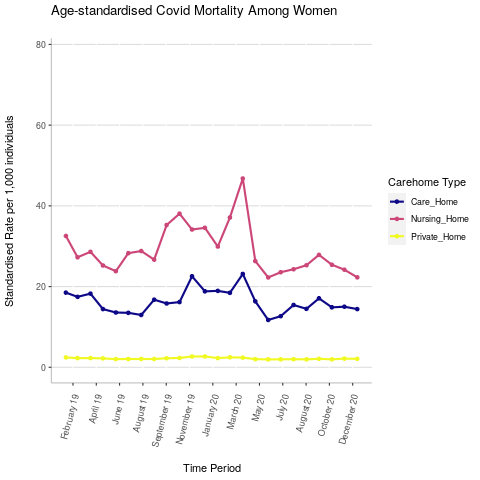 Age-standardised Covid Mortality Among Women
Standardised Rate per 1,000 individuals
80
60
40
20
0
February 19
April 19
June 19
August 19
September 19
November 19
January 20
March 20
May 20
July 20
August 20
October 20
December 20
Time Period
Carehome Type
Care_Home
Nursing_Home
Private_Home